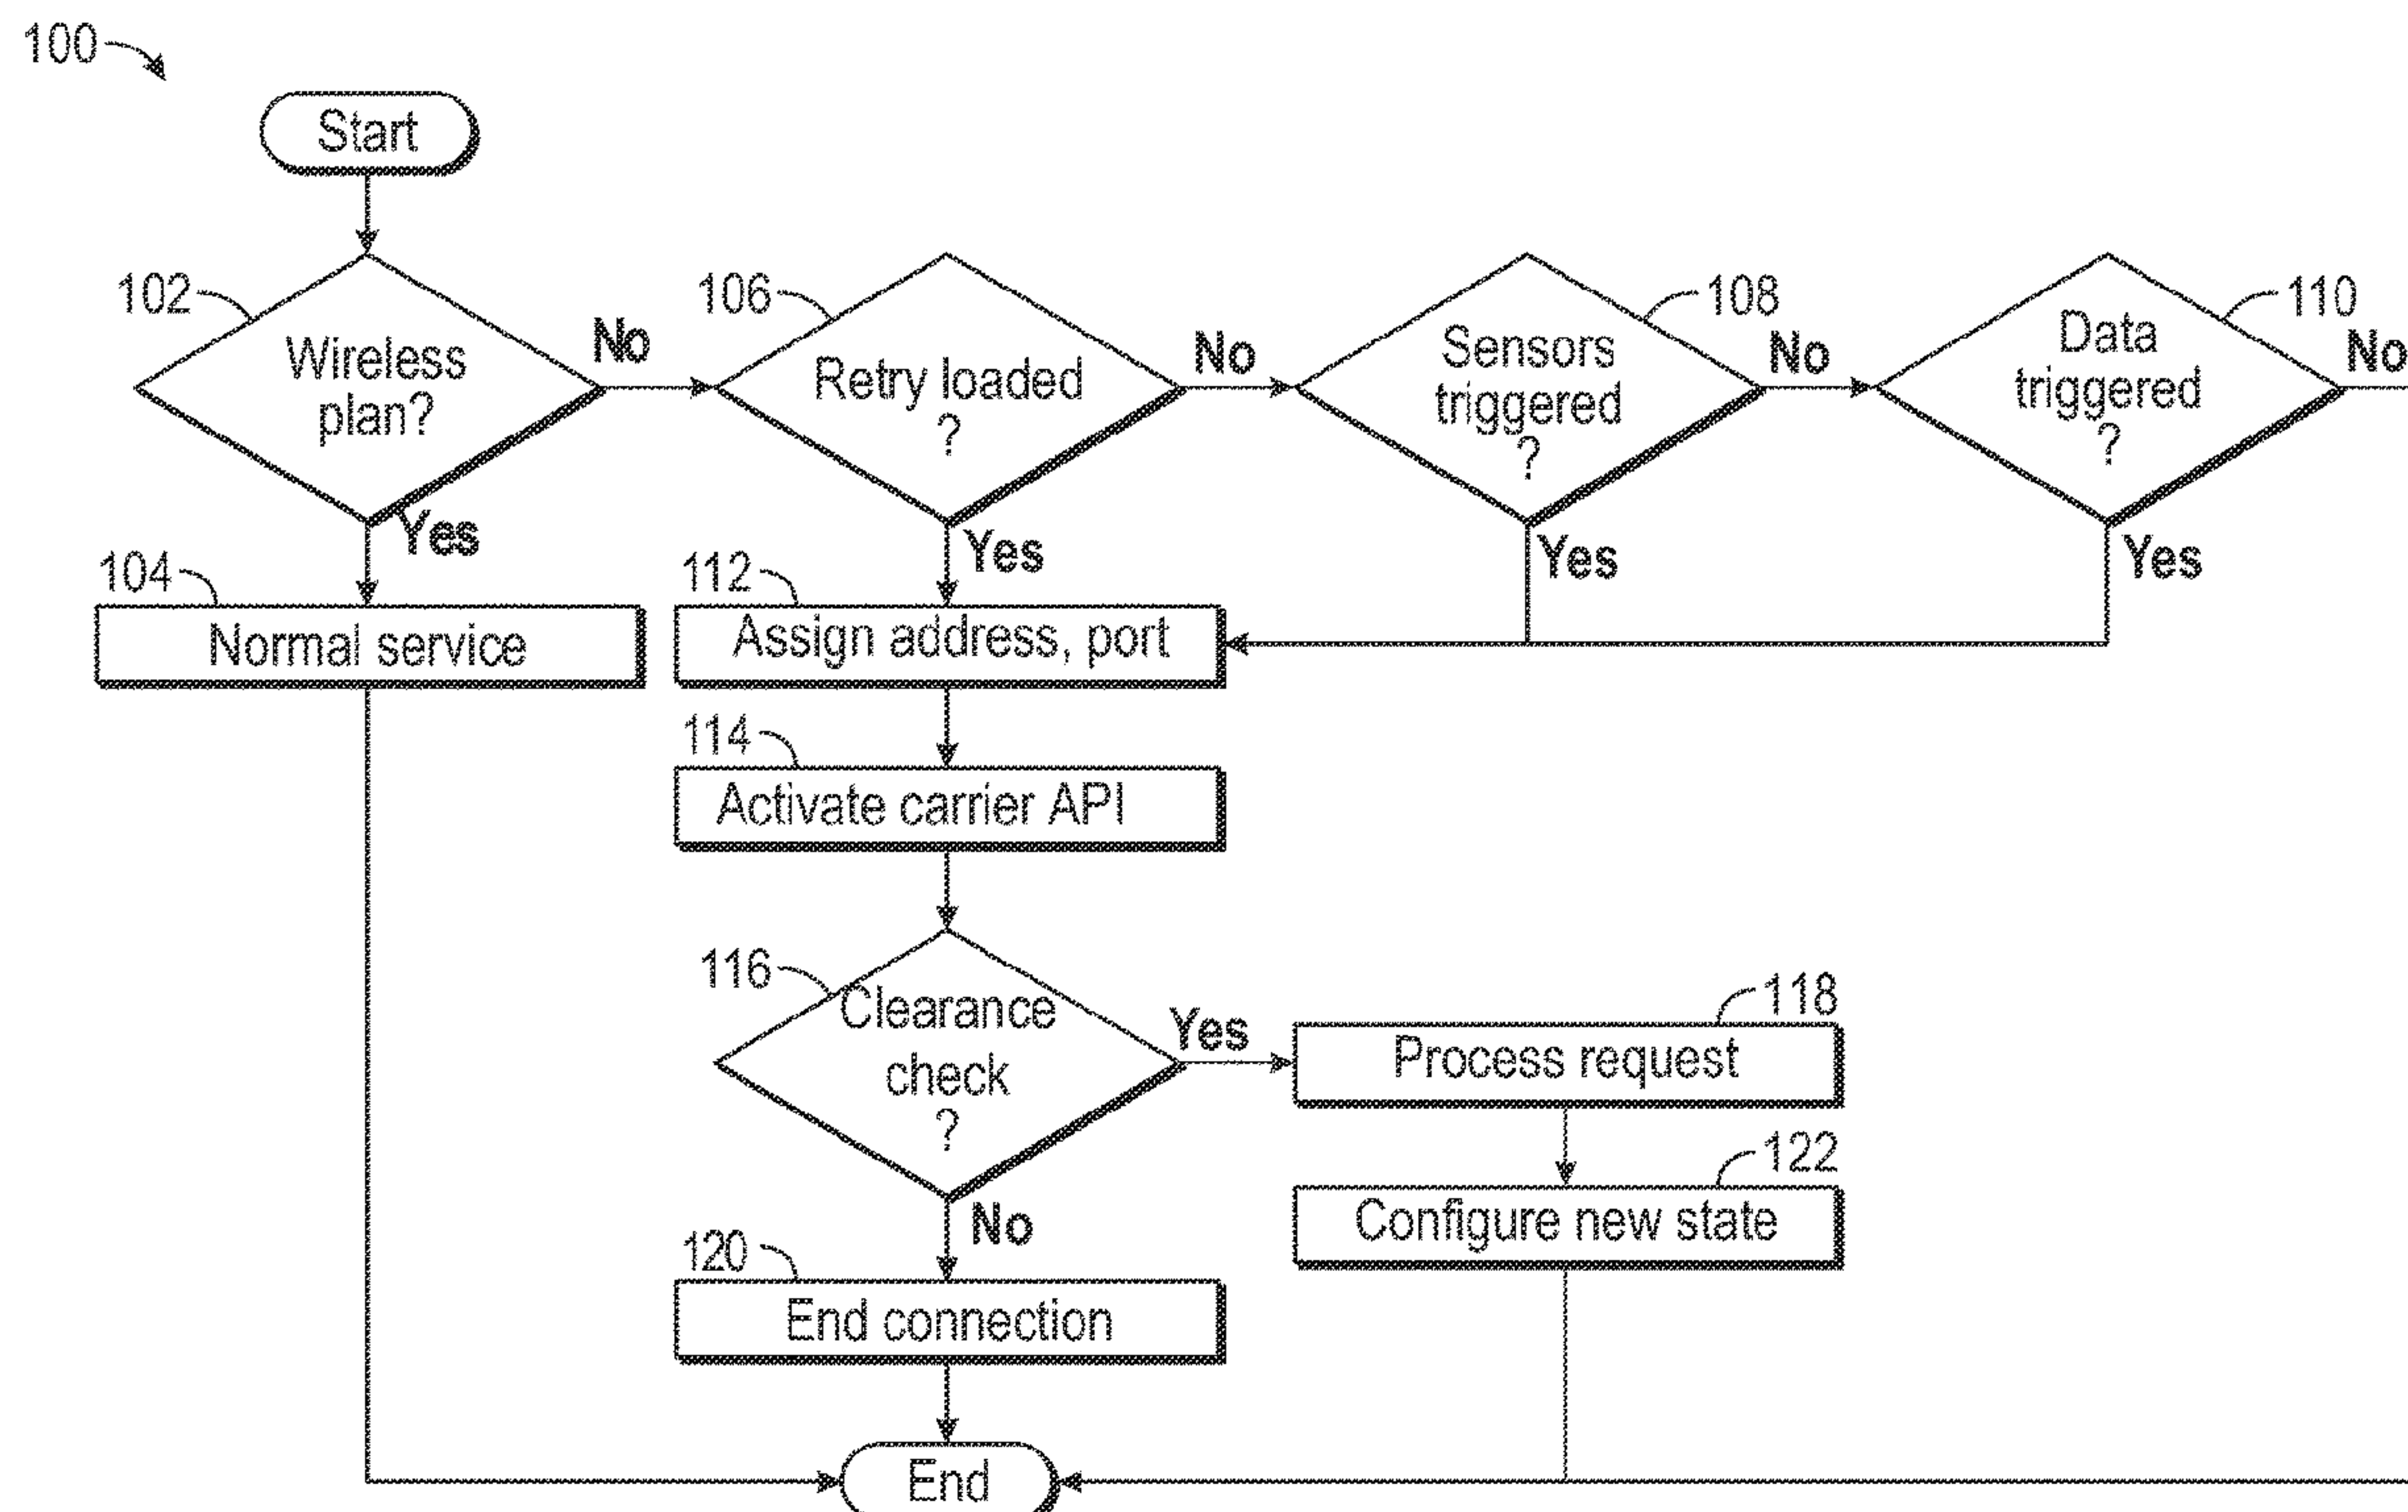 100
Start
102
Wireless
plan?
No
Yes
106
Retry loaded
?
No
Yes
108
Sensors
triggered
?
No
Yes
110
Data
triggered
?
No
Yes
104
Normal service
112
Assign address, port
114
Activate carrier API
116
Clearance
check
?
Yes
No
118
Process request
122
Configure new state
120
End connection
End